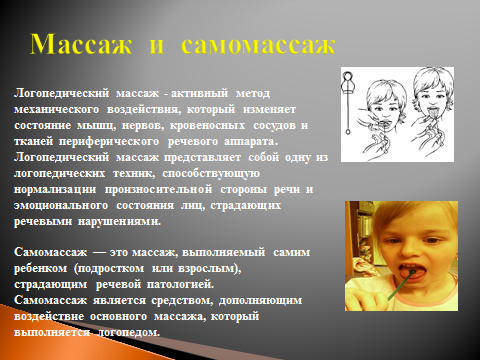 Массаж и самомассаж
Логопедический массаж - активный метод
механического воздействия, который изменяет
состояние мышц, нервов, кровеносных сосудов и
тканей периферического речевого аппарата.
Логопедический массаж представляет собой одну из
логопедических техник, способствующую
нормализации произносительной стороны речи и
эмоционального состояния лиц, страдающих
речевыми нарушениями.
Самомассаж — это массаж, выполняемый самим
ребенком (подростком или взрослым),
страдающим речевой патологией.
Самомассаж является средством, дополняющим
воздействие основного массажа, который
выполняется логопедом.